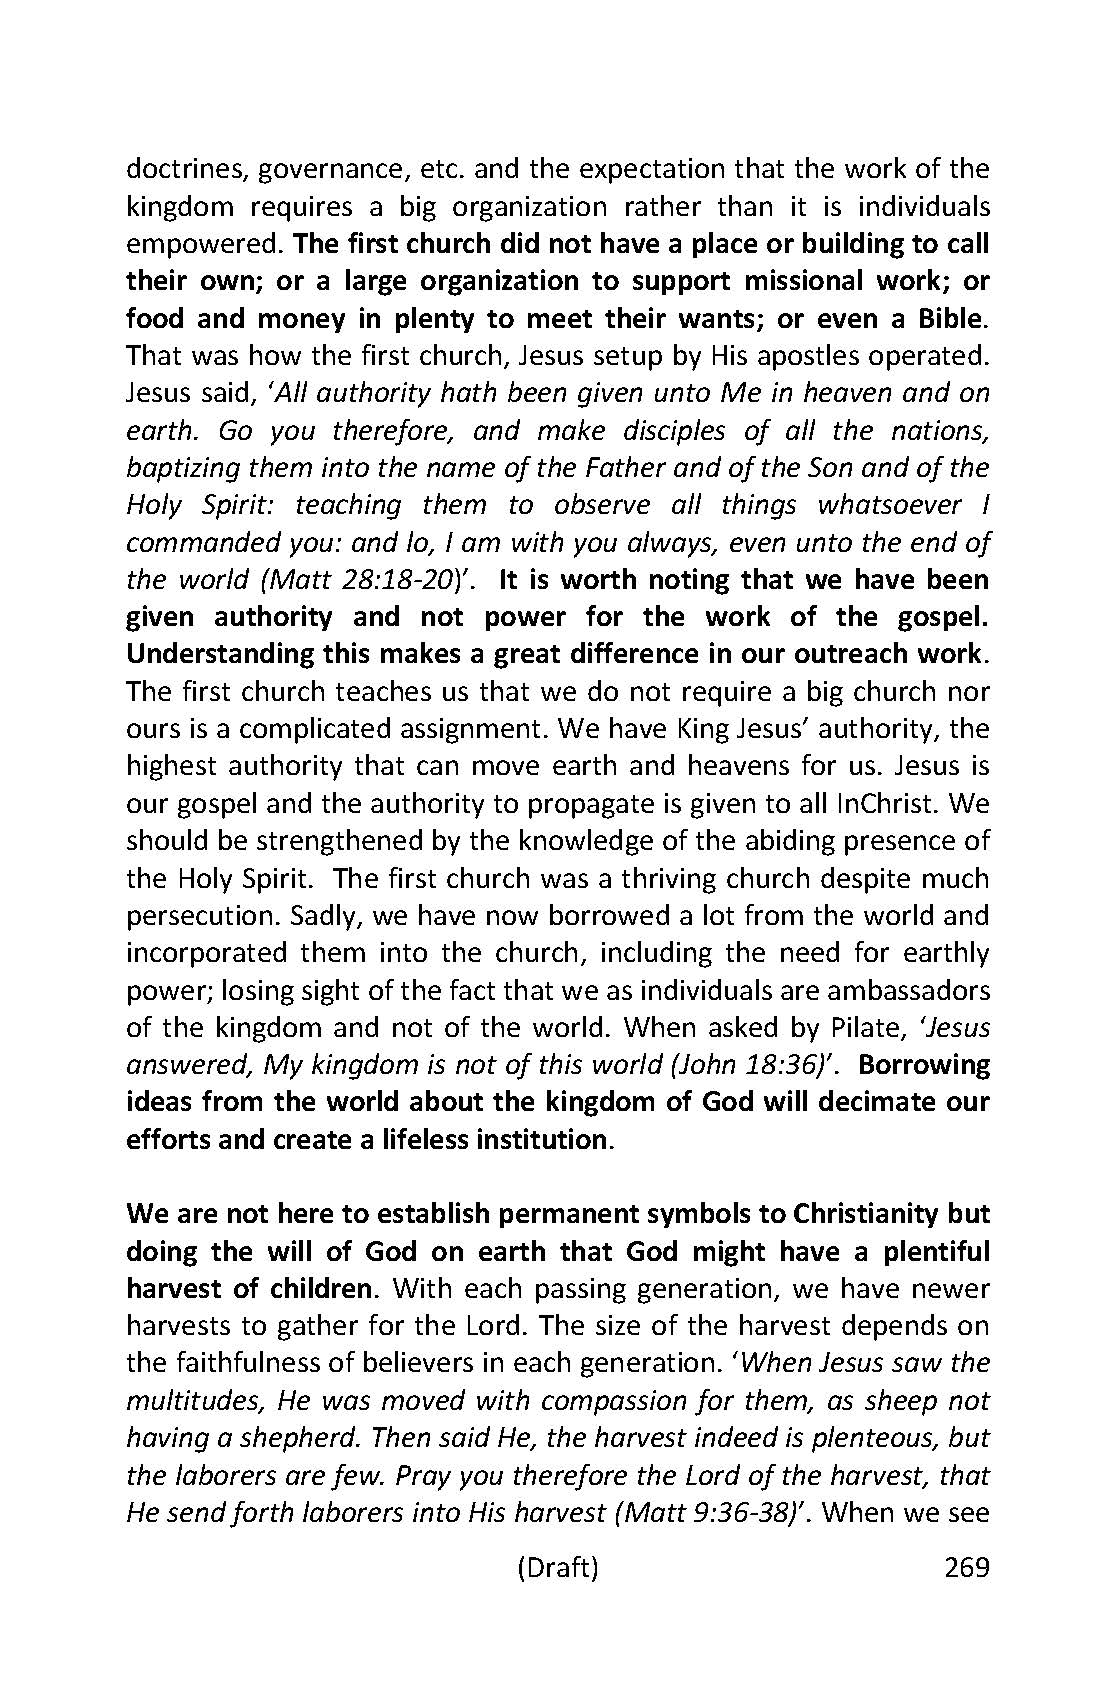 doctrines, governance, etc. and the expectation that the work of the
kingdom requires a big organization rather than it is individuals
empowered. The first church did not have a place or building to call
their own; or a large organization to support missional work; or
food and money in plenty to meet their wants; or even a Bible.
That was how the first church, Jesus setup by His apostles operated.
Jesus said, ‘All authority hath been given unto Me in heaven and on
earth. Go you therefore, and make disciples of all the nations,
baptizing them into the name of the Father and of the Son and of the
Holy Spirit: teaching them to observe all things whatsoever I
commanded you: and lo, I am with you always, even unto the end of
the world (Matt 28:18-20)’. It is worth noting that we have been
given authority and not power for the work of the gospel.
Understanding this makes a great difference in our outreach work.
The first church teaches us that we do not require a big church nor
ours is a complicated assignment. We have King Jesus’ authority, the
highest authority that can move earth and heavens for us. Jesus is
our gospel and the authority to propagate is given to all InChrist. We
should be strengthened by the knowledge of the abiding presence of
the Holy Spirit. The first church was a thriving church despite much
persecution. Sadly, we have now borrowed a lot from the world and
incorporated them into the church, including the need for earthly
power; losing sight of the fact that we as individuals are ambassadors
of the kingdom and not of the world. When asked by Pilate, ‘Jesus
answered, My kingdom is not of this world (John 18:36)’. Borrowing
ideas from the world about the kingdom of God will decimate our
efforts and create a lifeless institution.
We are not here to establish permanent symbols to Christianity but
doing the will of God on earth that God might have a plentiful
harvest of children. With each passing generation, we have newer
harvests to gather for the Lord. The size of the harvest depends on
the faithfulness of believers in each generation. ‘When Jesus saw the
multitudes, He was moved with compassion for them, as sheep not
having a shepherd. Then said He, the harvest indeed is plenteous, but
the laborers are few. Pray you therefore the Lord of the harvest, that
He send forth laborers into His harvest (Matt 9:36-38)’. When we see
(Draft) 269